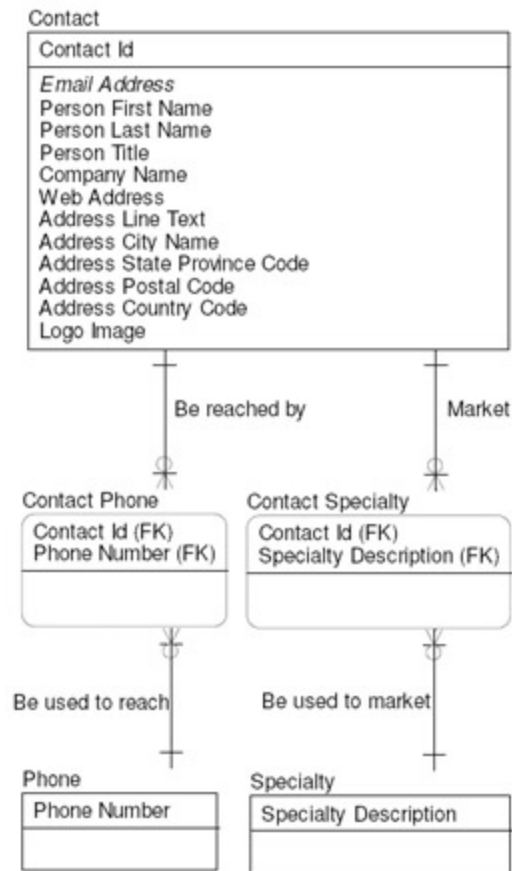 Contact
Contact Id
Email Address
Person First Name
Person Last Name
Person Title
Company Name
Web Address
Address Line Text
Address City Name
Address State Province Code
Address Postal Code
Address Country Code
Logo Image
Be reached by
Market
Contact Phone
Contact Id (FK)
Phone Number (FK)
Contact Specialty
Contact Id (FK)
Specialty Description (FK)
Be used to reach
Be used to market
Phone
Phone Number
Specialty
Specialty Description